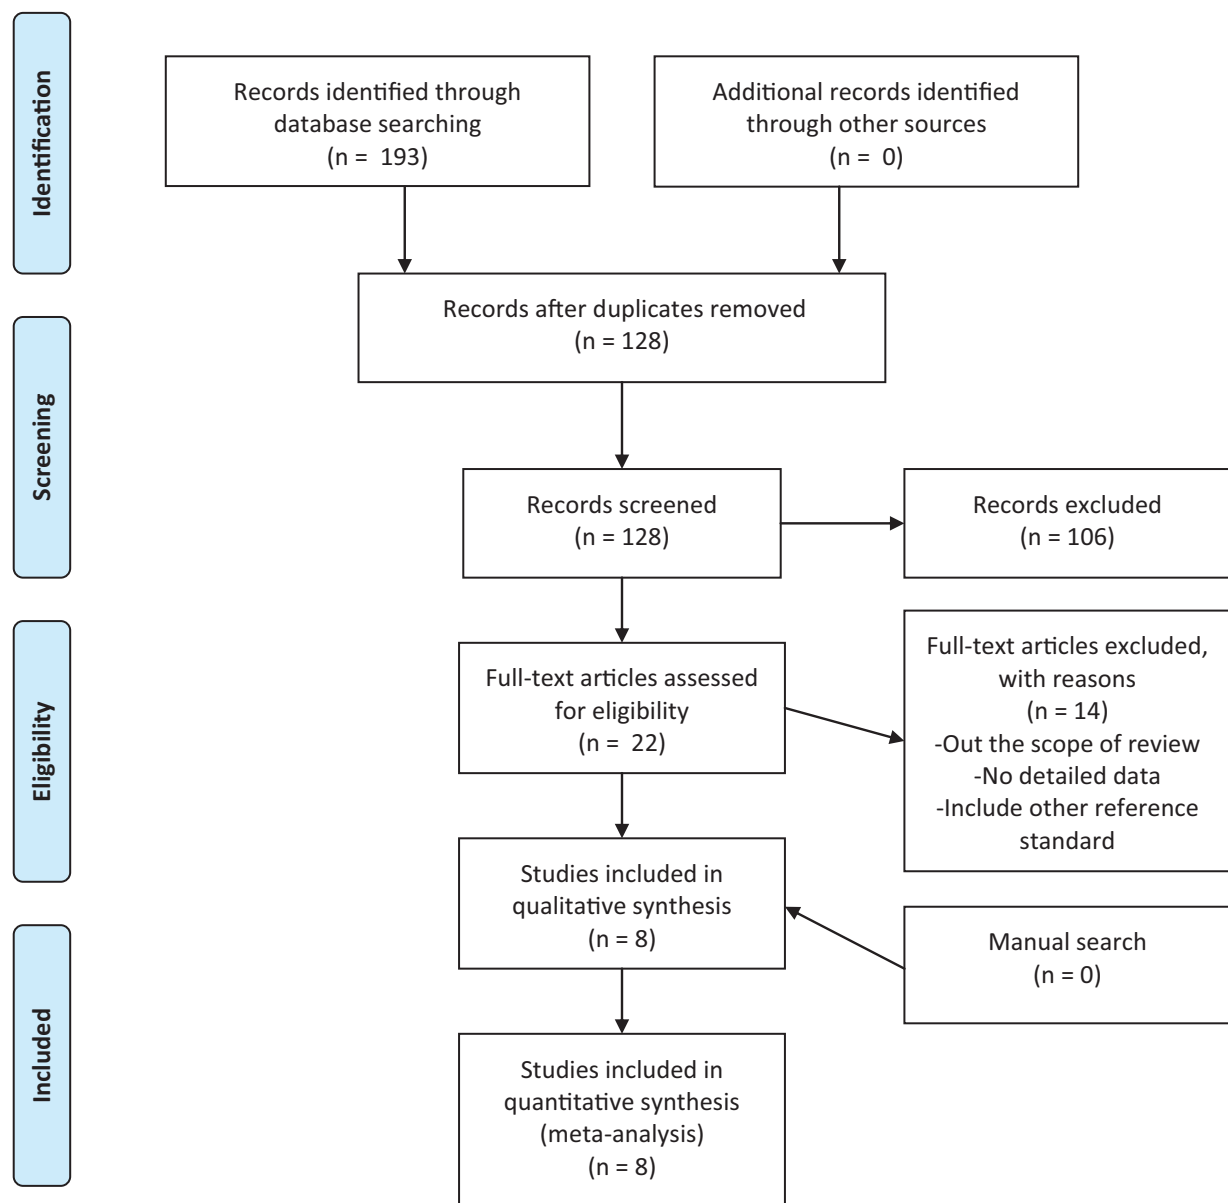 Identification
Records identified through
database searching
(n =  193)
Additional records identified
through other sources
(n =  0)
Records after duplicates removed
(n = 128)
Screening
Records screened
(n = 128)
Records excluded
(n = 106)
Eligibility
Full-text articles assessed
for eligibility
(n =  22)
Full-text articles excluded,
with reasons
(n = 14)
-Out the scope of review
-No detailed data
-Include other reference
standard
Studies included in
qualitative synthesis
(n = 8)
Manual search
(n = 0)
Included
Studies included in
quantitative synthesis
(meta-analysis)
(n = 8)